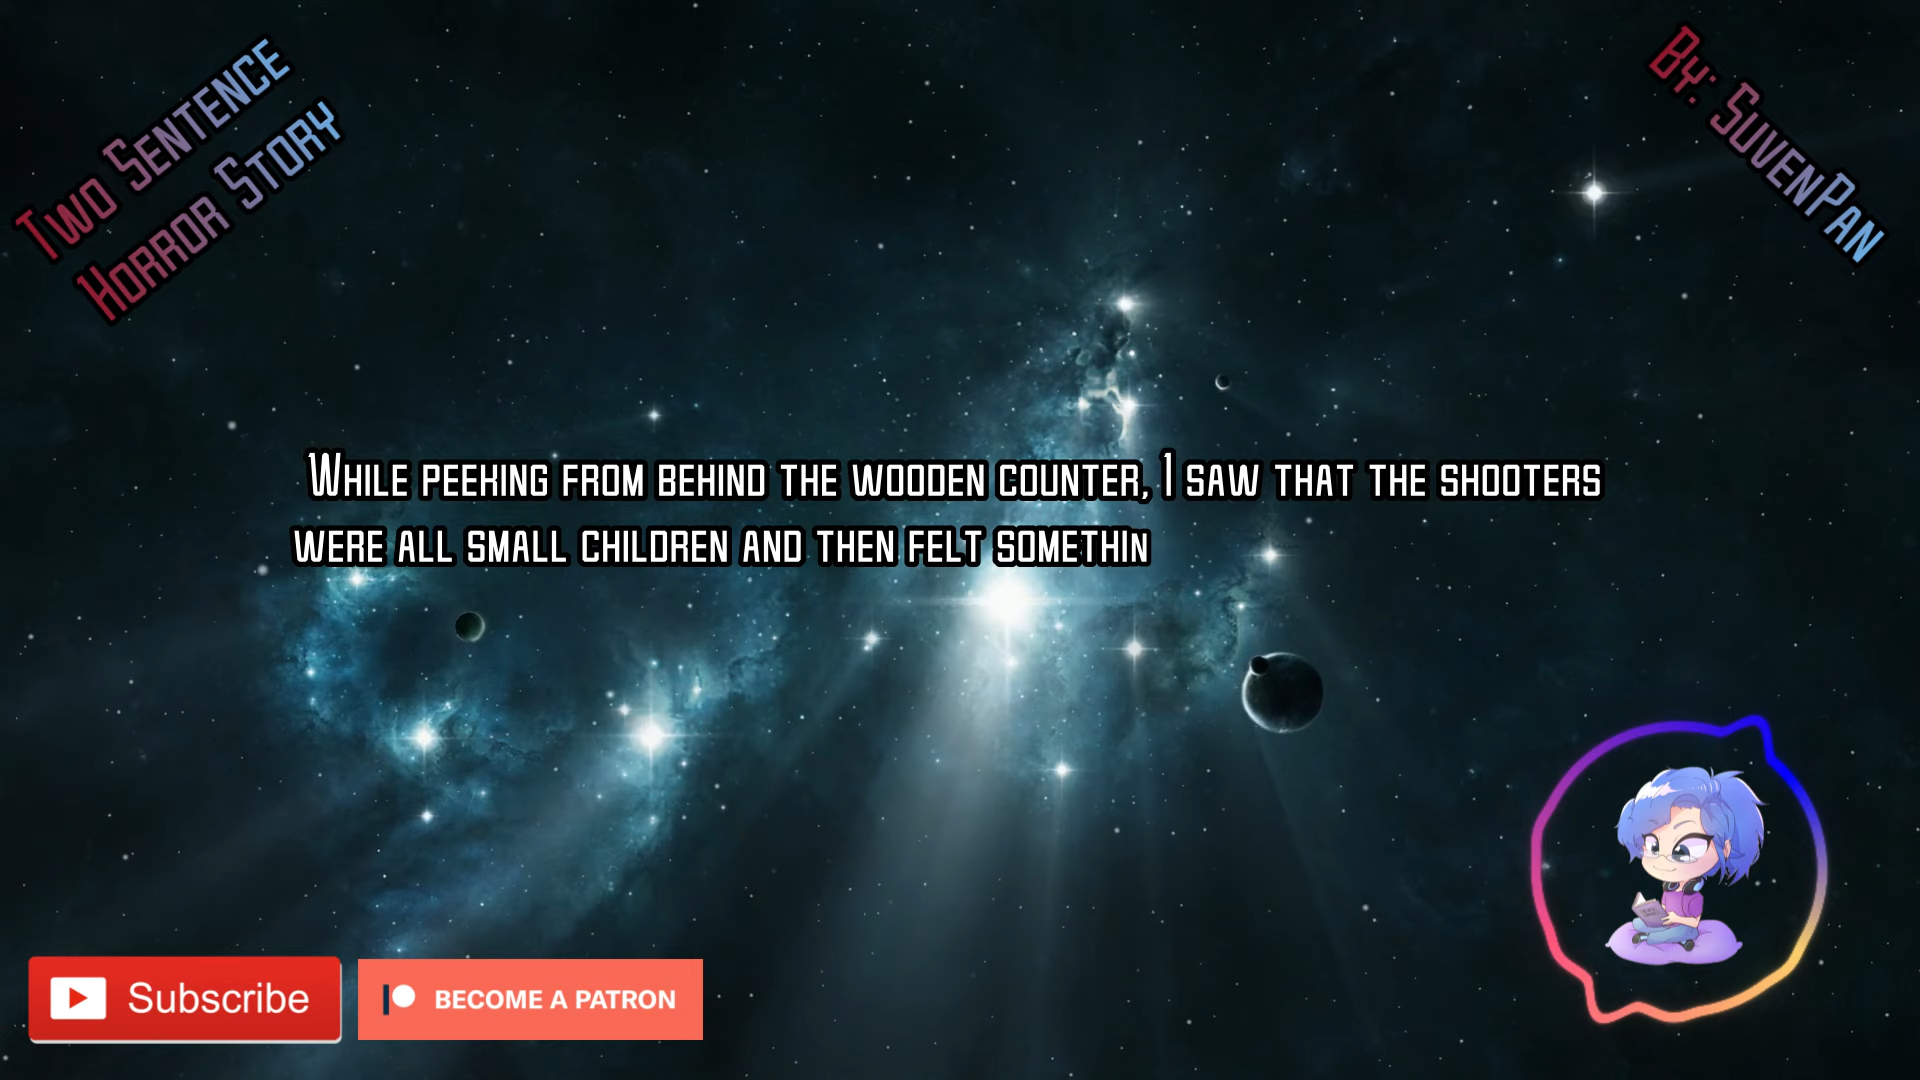 Two Sentence
Horror Story
By: SuvenPan
While peeking from behind the wooden counter, I saw that the shooters
were all small children and then felt somethin
Subscribe
BECOME A PATRON